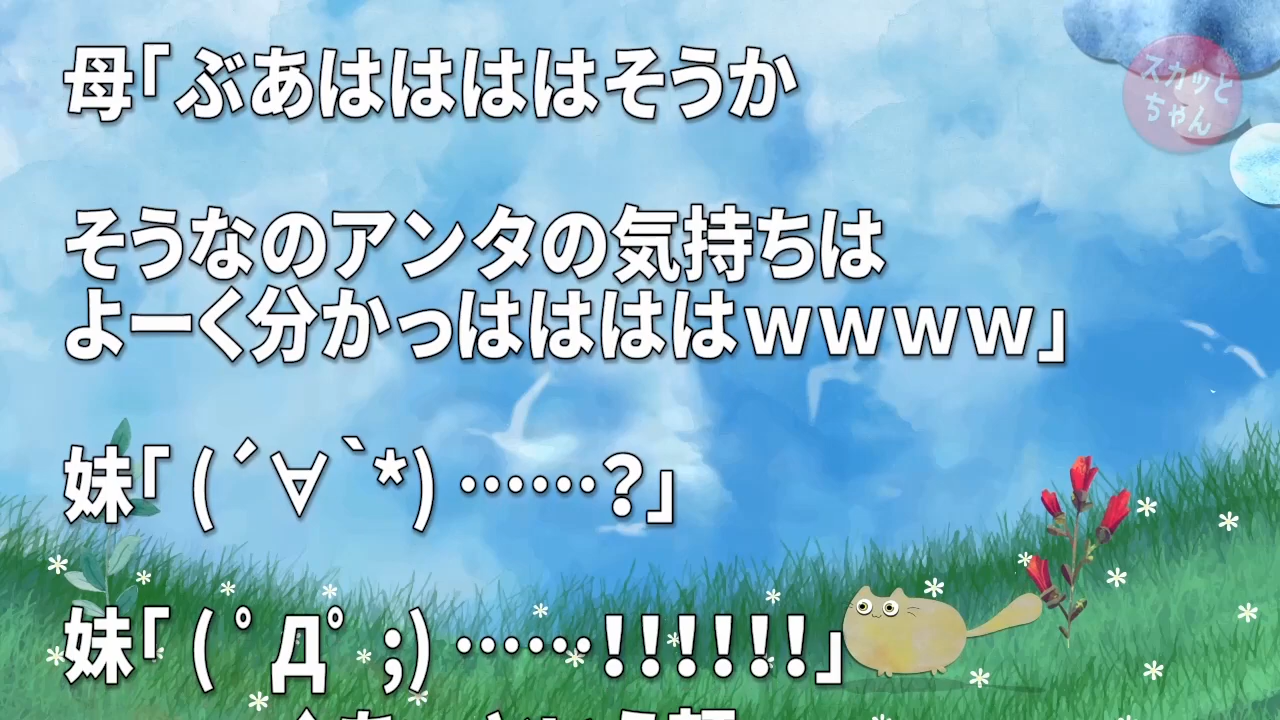 スカッと
ちゃん
母「ぶあははははそうか
そうなのアンタの気持ちは
よーく分かっははははｗｗｗｗ」
妹「(´∀｀*)……？」
妹「(ﾟДﾟ;)……！！！！！！」